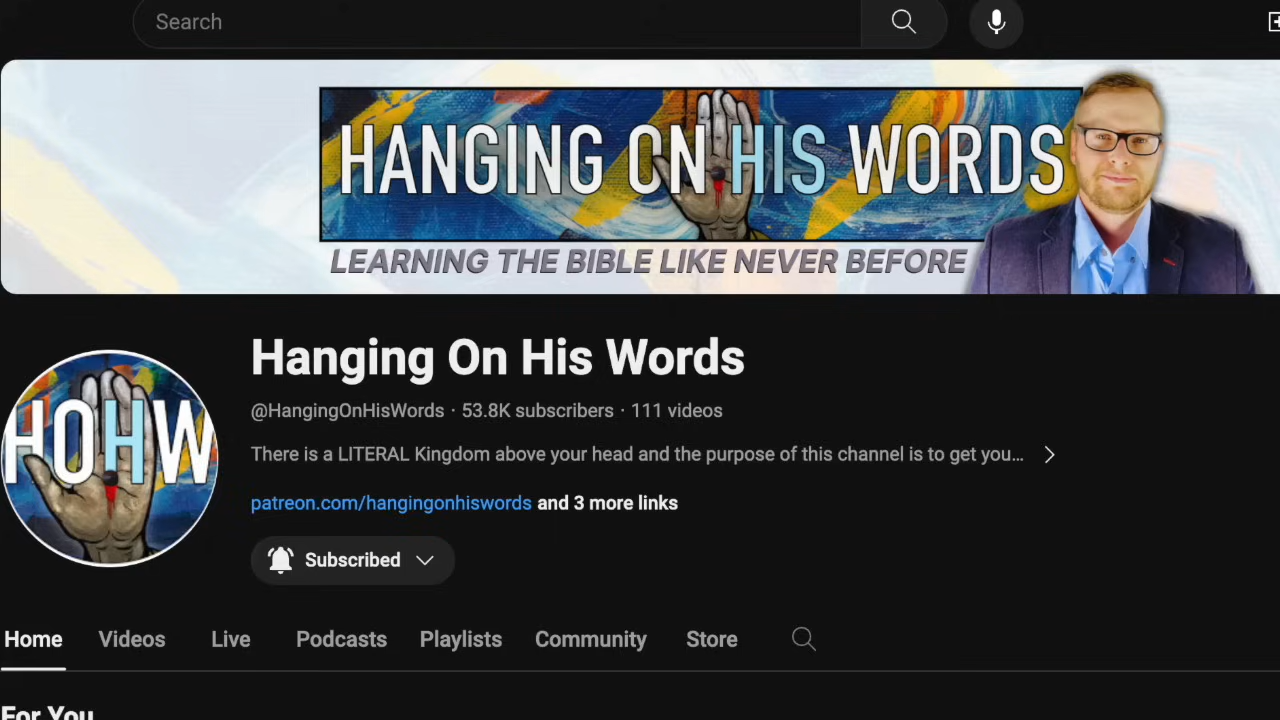 Search
HANGING ON HIS WORDS
LEARNING THE BIBLE LIKE NEVER BEFORE
Hanging On His Words
@HangingOnHisWords · 53.8K subscribers · 111 videos
There is a LITERAL Kingdom above your head and the purpose of this channel is to get you...
HOHW
patreon.com/hangingonhiswords and 3 more links
Subscribed
Home Videos Live Podcasts Playlists Community Store
For You